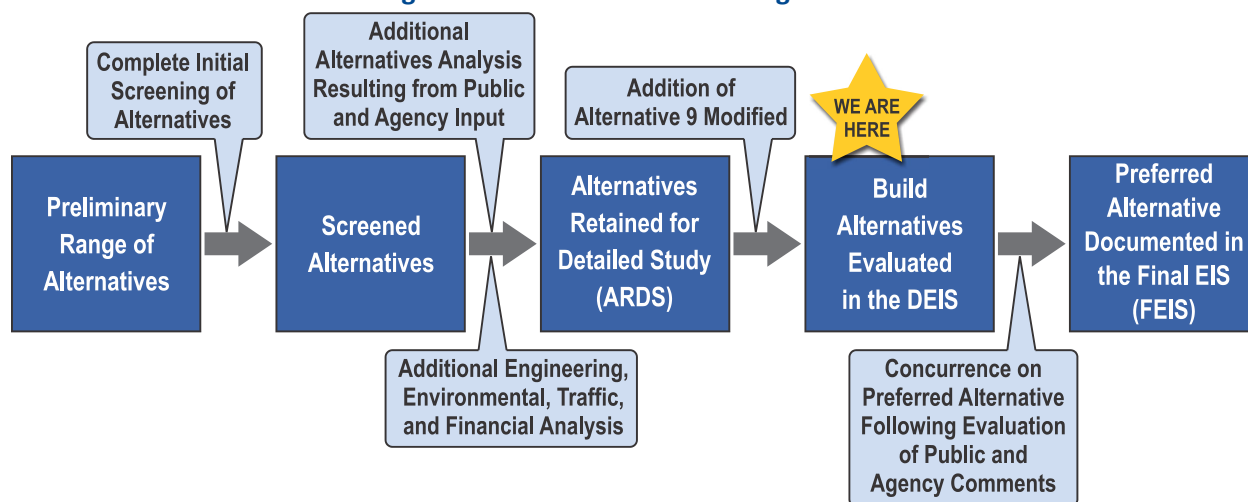 Complete Initial
Screening of
Alternatives
Additional
Alternatives Analysis
Resulting from Public
and Agency Input
Addition of
Alternative 9 Modified
WE ARE
HERE
Preliminary
Range of
Alternatives
Screened
Alternatives
Alternatives
Retained for
Detailed Study
(ARDS)
Build
Alternatives
Evaluated
in the DEIS
Preferred
Alternative
Documented in
the Final EIS
(FEIS)
Additional Engineering,
Environmental, Traffic,
and Financial Analysis
Concurrence on
Preferred Alternative
Following Evaluation
of Public and
Agency Comments